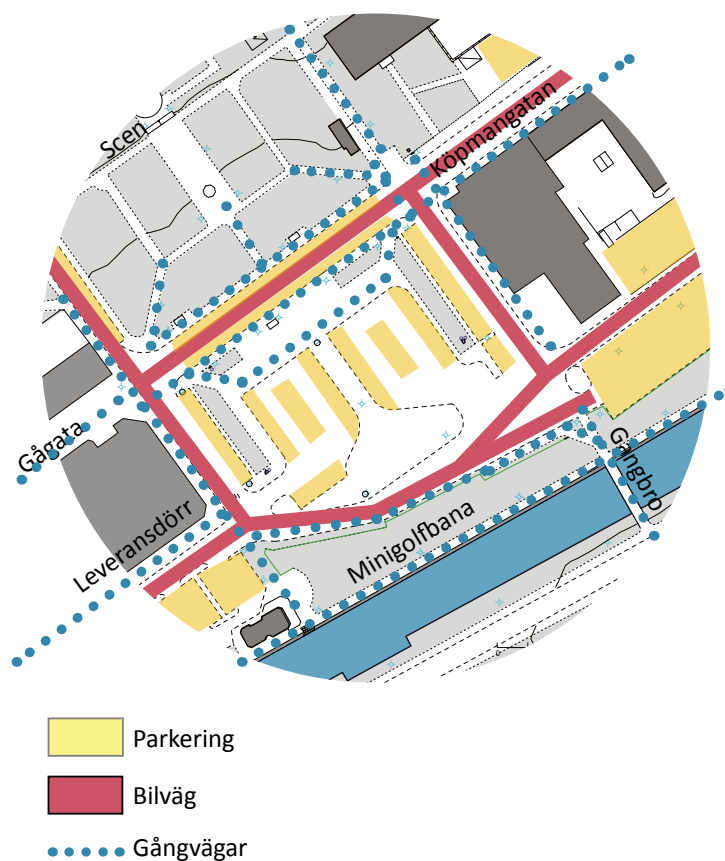 Scen
Köpmangatan
Gågata
Leveransdörr
Minigolfbana
Gångbro
Parkering
Bilväg
Gångvägar